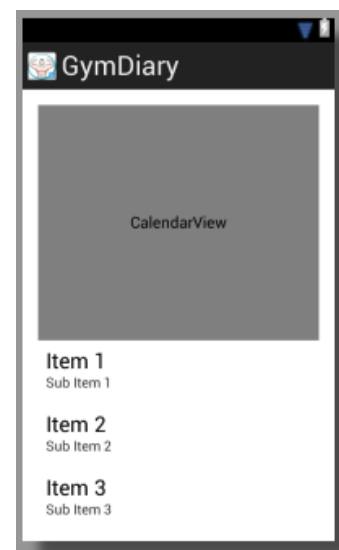 GymDiary
CalendarView
Item 1
Sub Item 1
Item 2
Sub Item 2
Item 3
Sub Item 3